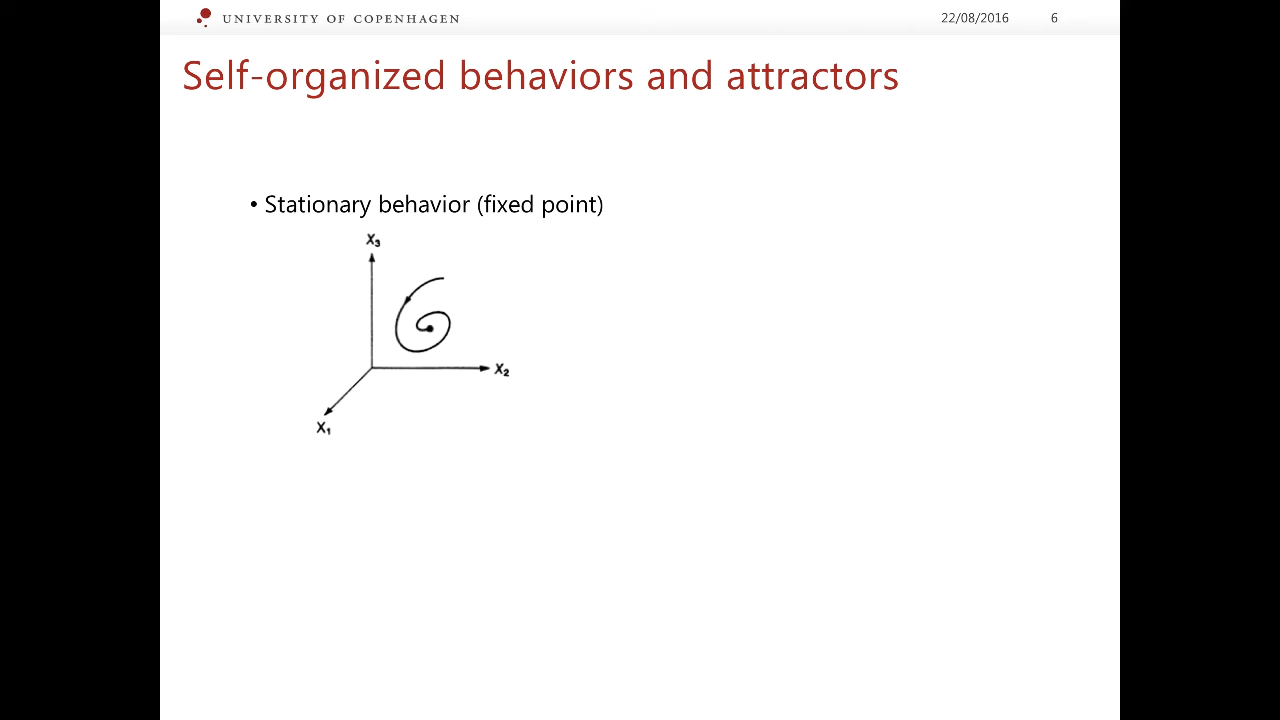 UNIVERSITY OF COPENHAGEN
22/08/2016
6
Self-organized behaviors and attractors
• Stationary behavior (fixed point)
X₃
X₂
X₁